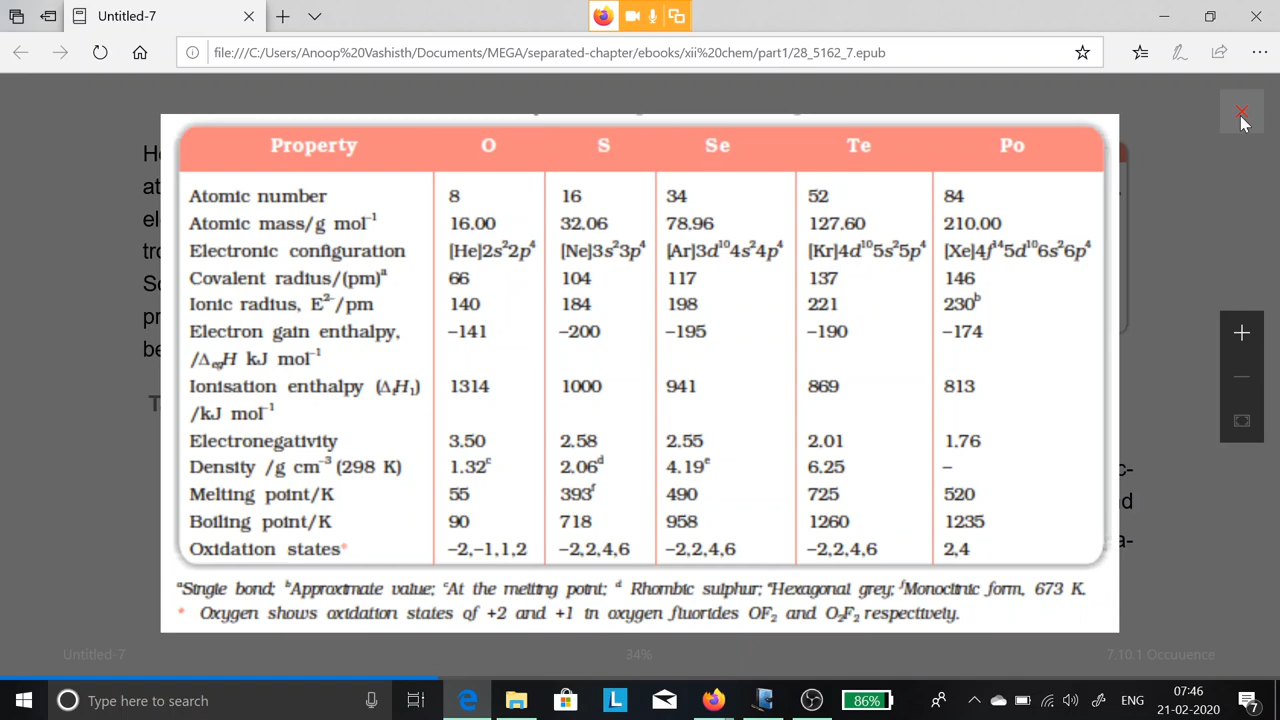 Untitled-7
file:///C:/Users/Anoop%20Vashisth/Documents/MEGA/separated-chapter/ebooks/xii%20chem/part1/28_5162_7.epub
Property O S Se Te Po
Atomic number 8 16 34 52 84
Atomic mass/g mol⁻¹ 16.00 32.06 78.96 127.60 210.00
Electronic configuration [He]2s²2p⁴ [Ne]3s²3p⁴ [Ar]3d¹⁰4s²4p⁴ [Kr]4d¹⁰5s²5p⁴ [Xe]4f¹⁴5d¹⁰6s²6p⁴
Covalent radius/(pm)ᵃ 66 104 117 137 146
Ionic radius, E²⁻/pm 140 184 198 221 230ᵇ
Electron gain enthalpy, –141 –200 –195 –190 –174
/ΔegH kJ mol⁻¹
Ionisation enthalpy (ΔᵢH₁) 1314 1000 941 869 813
/kJ mol⁻¹
Electronegativity 3.50 2.58 2.55 2.01 1.76
Density /g cm⁻³ (298 K) 1.32ᶜ 2.06ᵈ 4.19ᵉ 6.25 –
Melting point/K 55 393ᶠ 490 725 520
Boiling point/K 90 718 958 1260 1235
Oxidation states* –2,–1,1,2 –2,2,4,6 –2,2,4,6 –2,2,4,6 2,4
ᵃSingle bond; ᵇApproximate value; ᶜAt the melting point; ᵈ Rhombic sulphur; ᵉHexagonal grey; ᶠMonoclinic form, 673 K.
* Oxygen shows oxidation states of +2 and +1 in oxygen fluorides OF₂ and O₂F₂ respectively.
Untitled-7 34% 7.10.1 Occuuence
Type here to search 86% ENG 07:46
21-02-2020 7